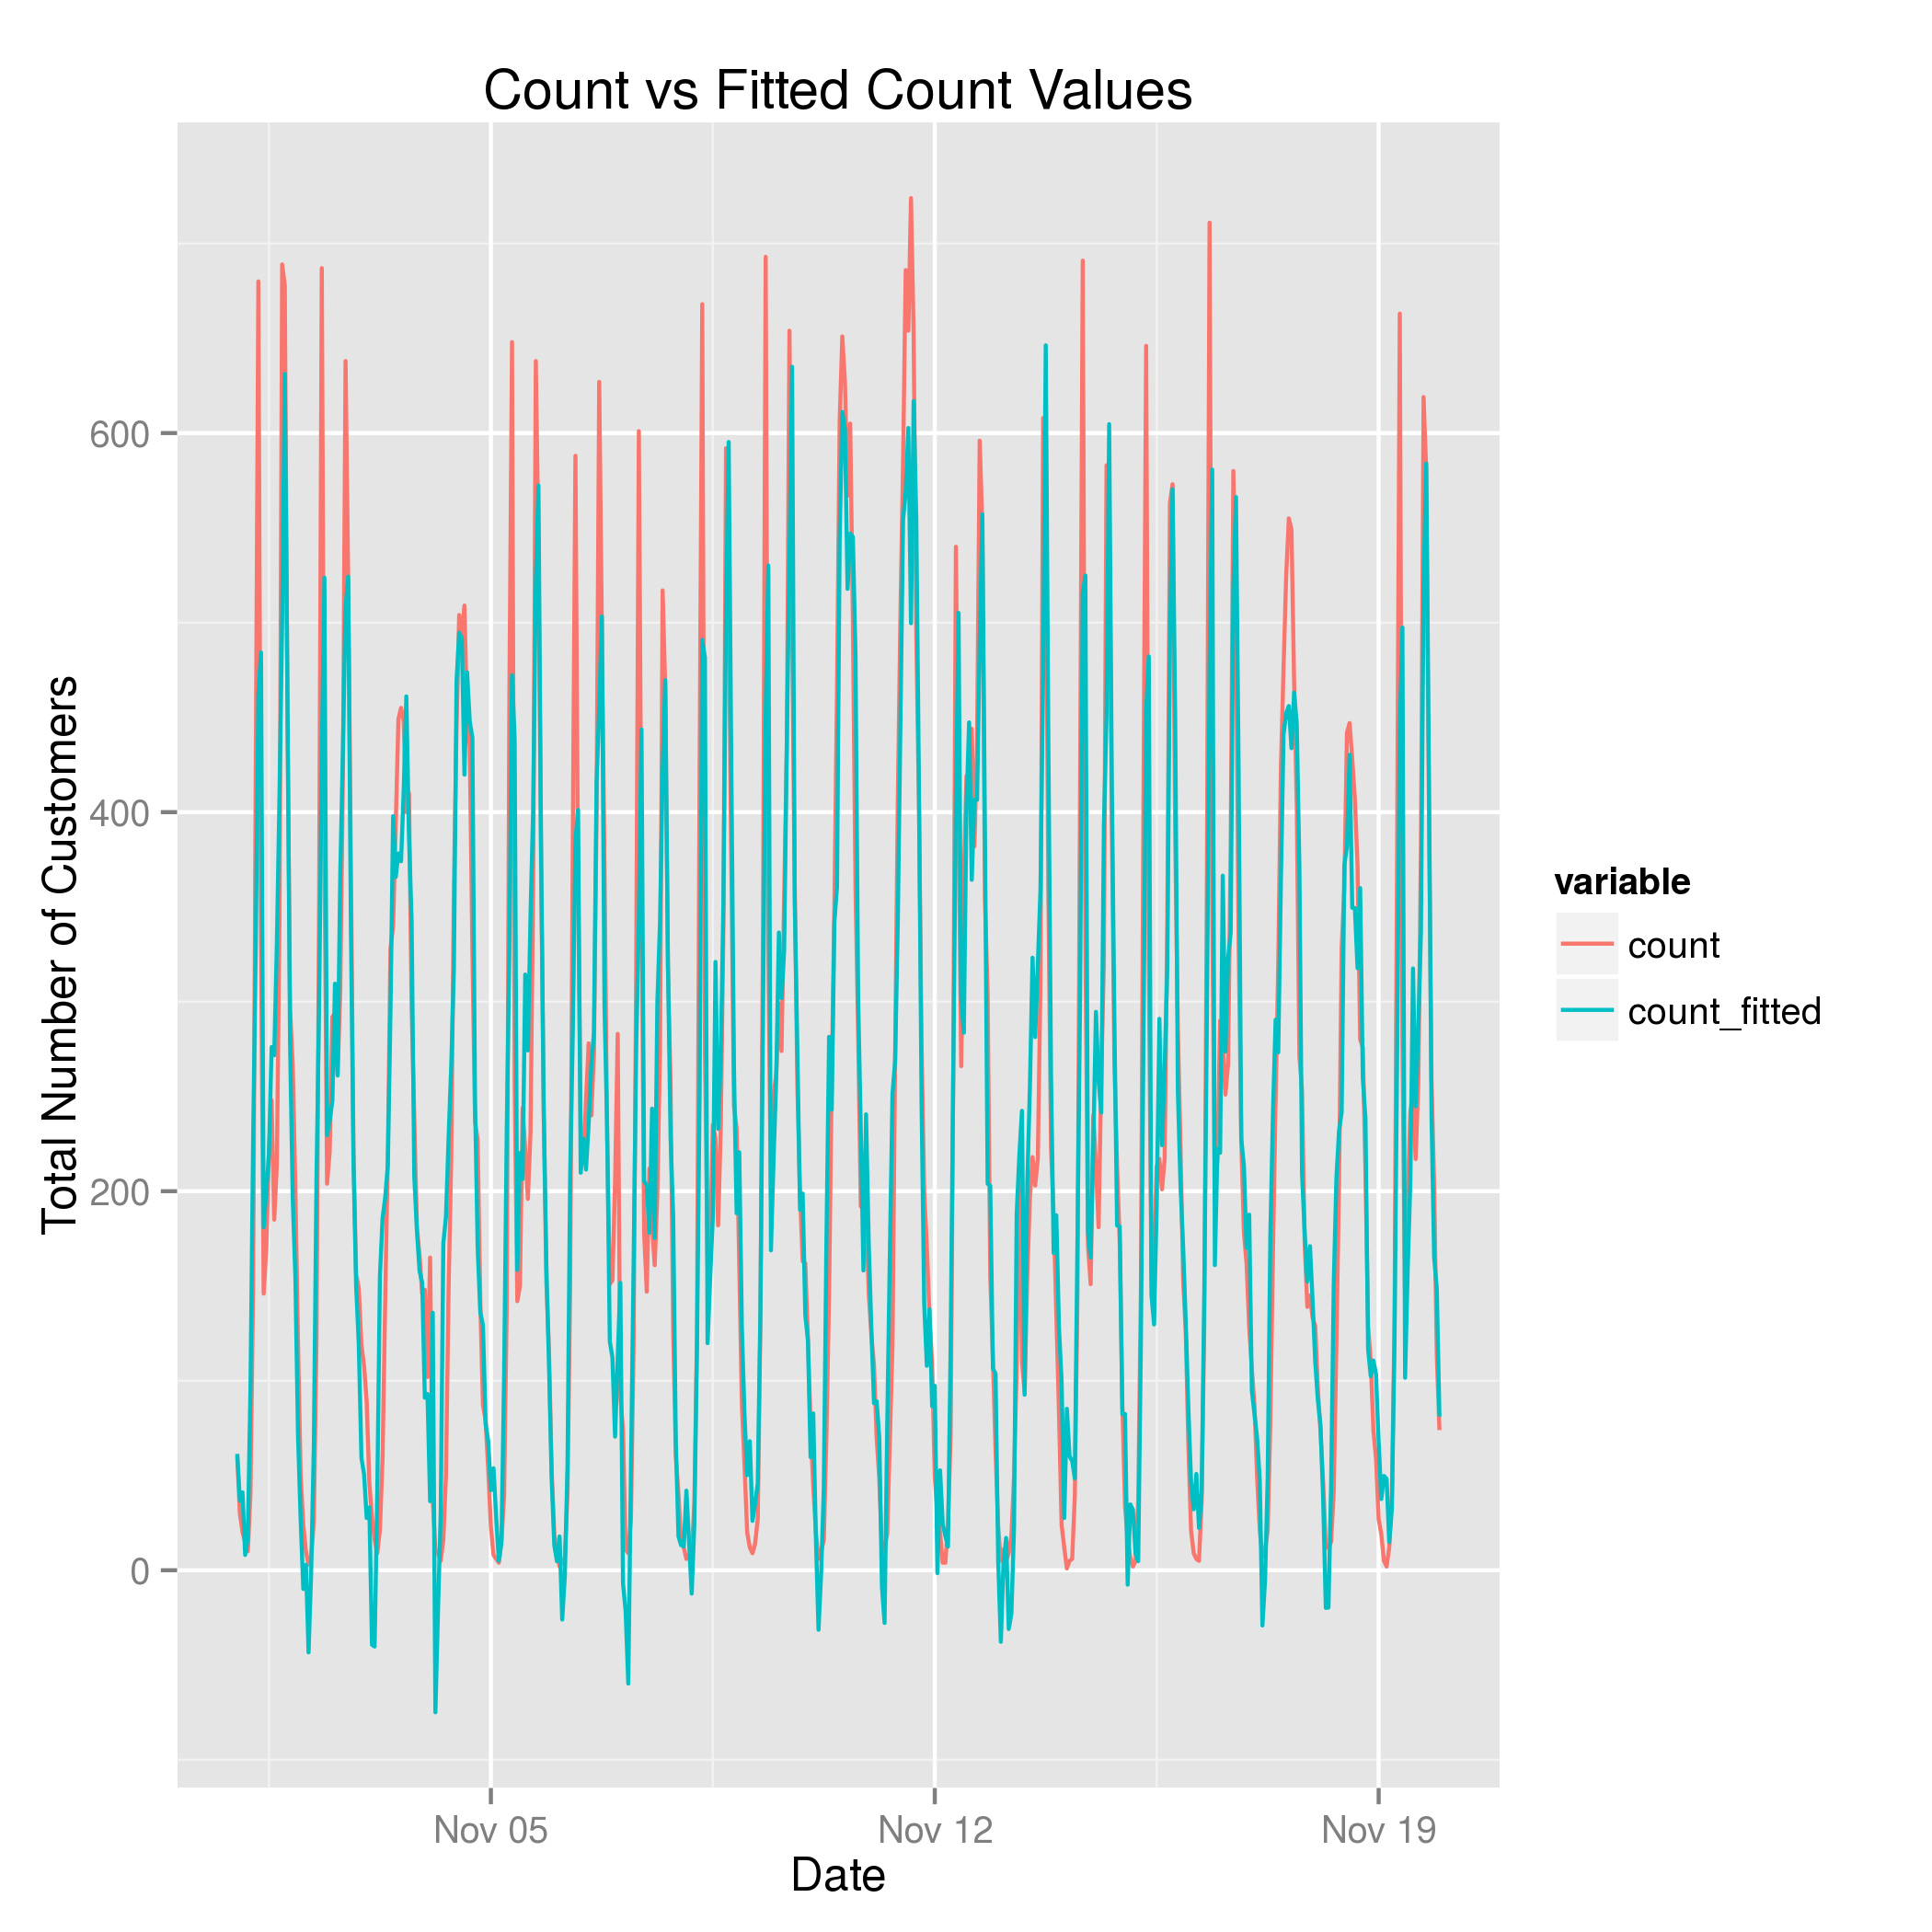 Count vs Fitted Count Values
Total Number of Customers
600
400
200
0
Nov 05
Nov 12
Nov 19
Date
variable
count
count_fitted